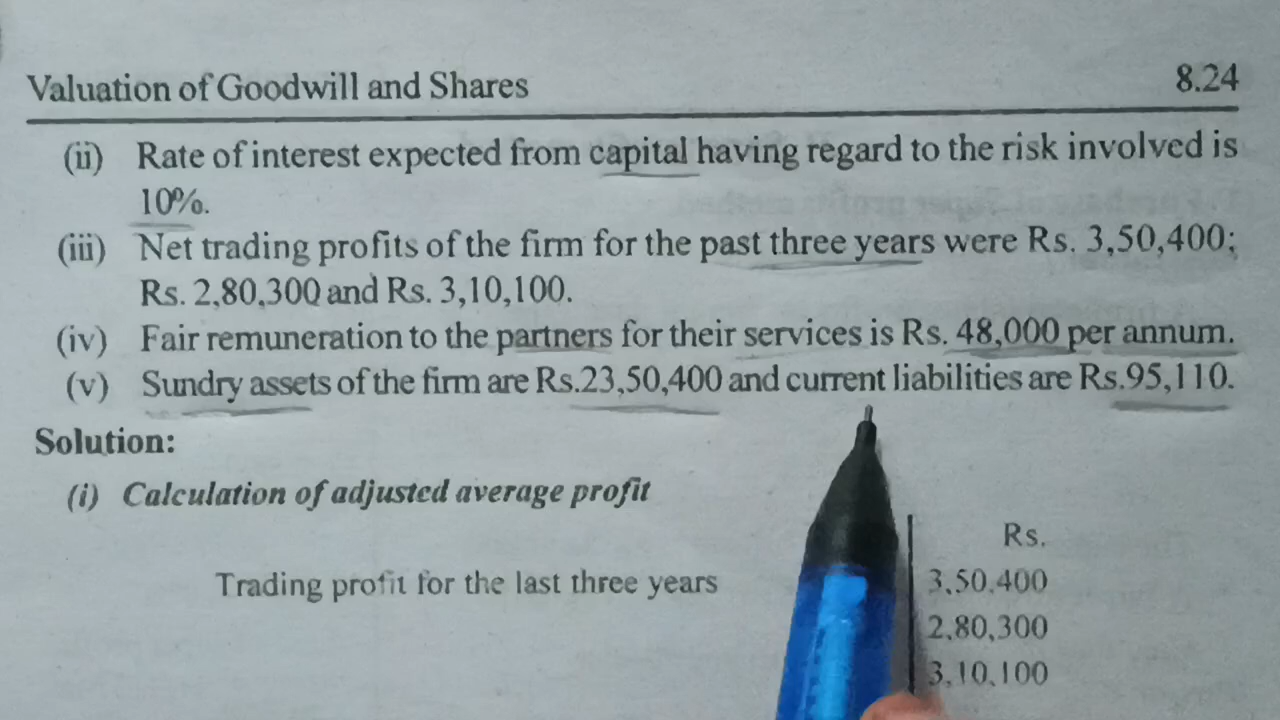 Valuation of Goodwill and Shares 8.24
(ii) Rate of interest expected from capital having regard to the risk involved is
10%.
(iii) Net trading profits of the firm for the past three years were Rs. 3,50,400;
Rs. 2,80,300 and Rs. 3,10,100.
(iv) Fair remuneration to the partners for their services is Rs. 48,000 per annum.
(v) Sundry assets of the firm are Rs.23,50,400 and current liabilities are Rs.95,110.
Solution:
(i) Calculation of adjusted average profit
Rs.
Trading profit for the last three years 3,50,400
2,80,300
3,10,100